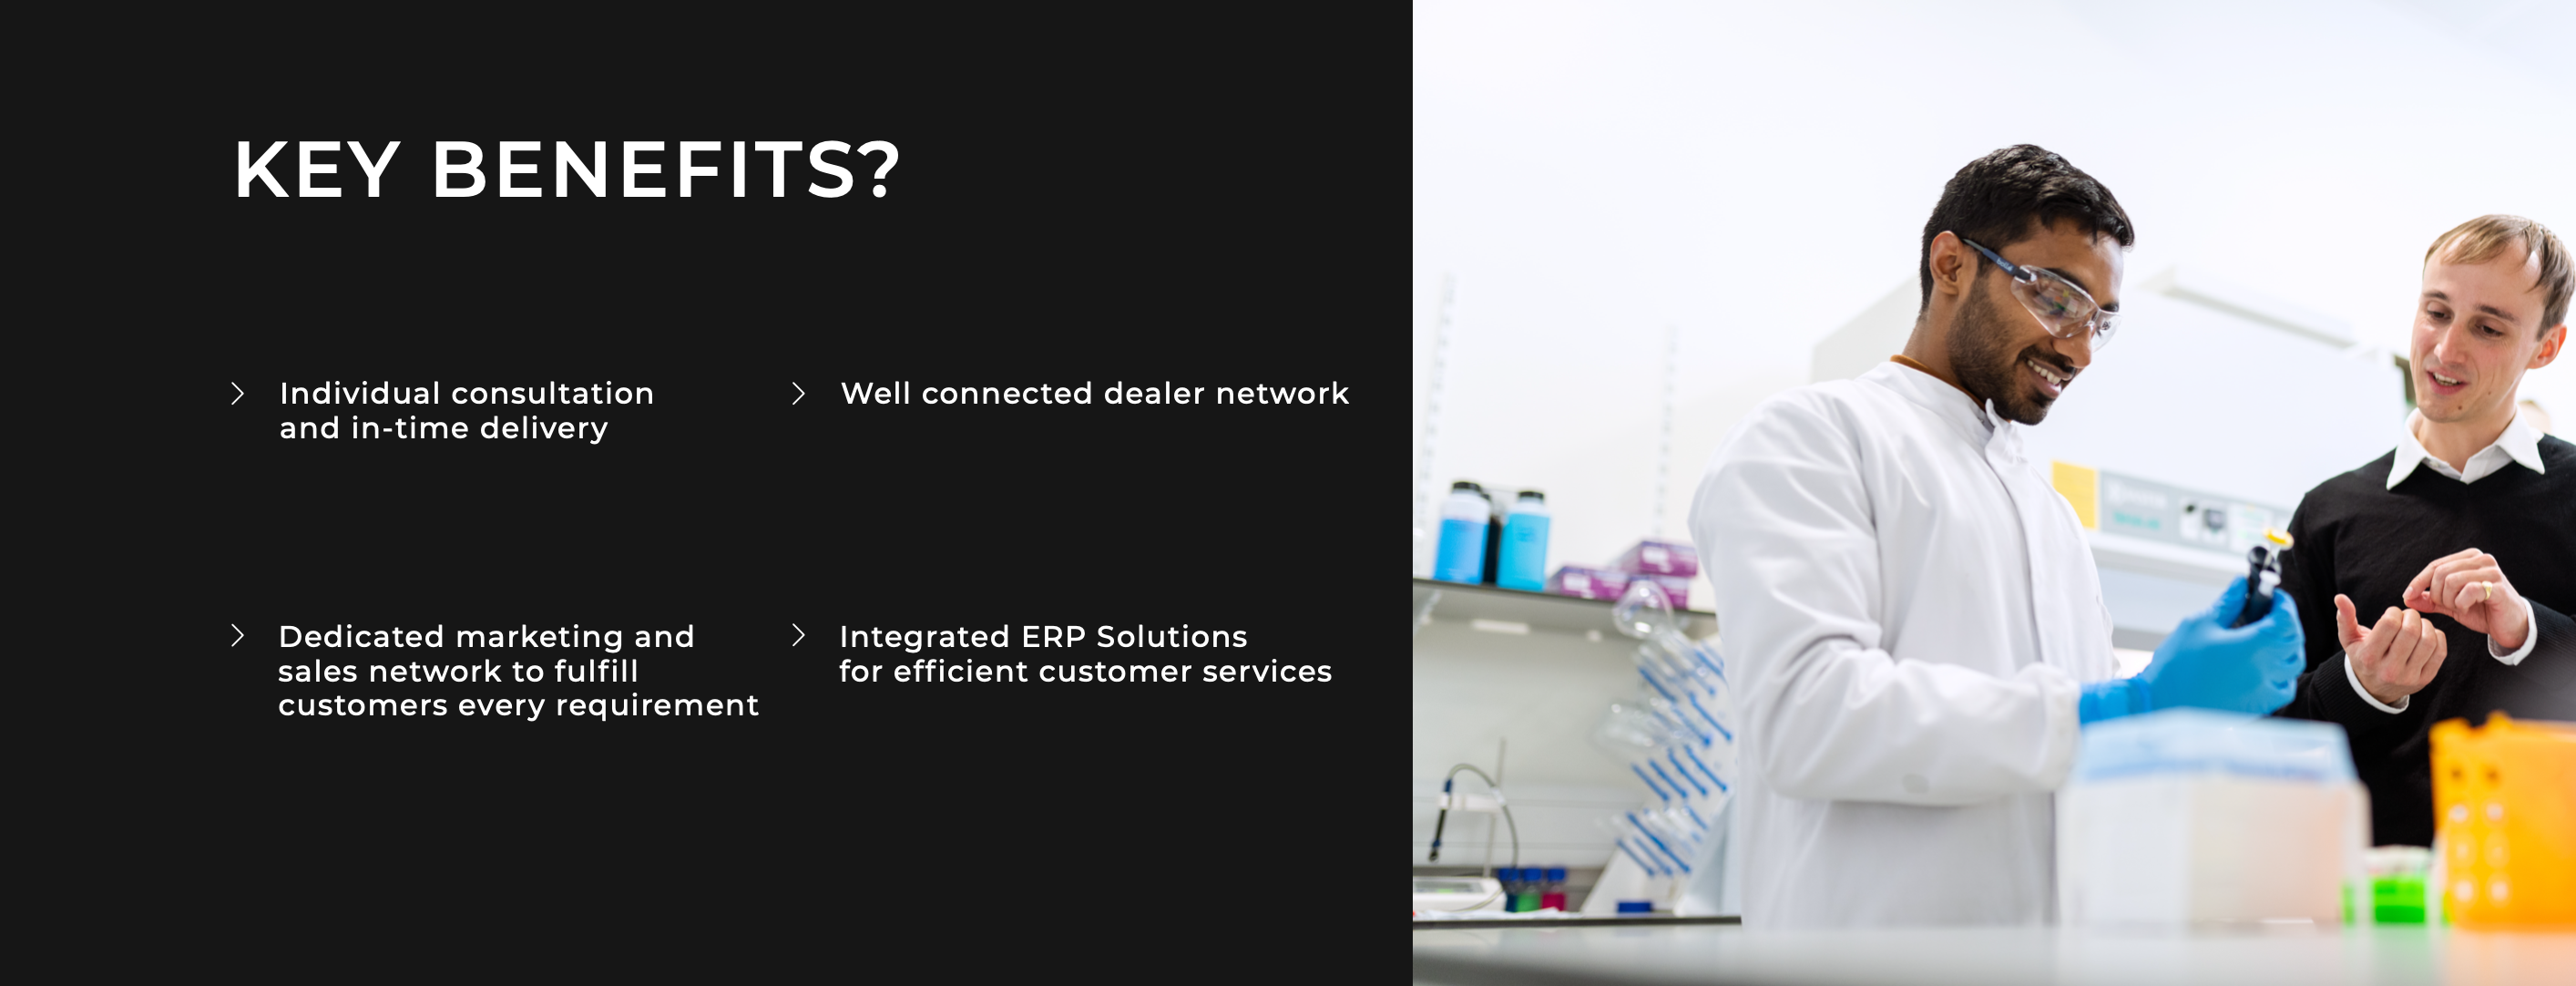 KEY BENEFITS?
Individual consultation
and in-time delivery
Well connected dealer network
Dedicated marketing and
sales network to fulfill
customers every requirement
Integrated ERP Solutions
for efficient customer services